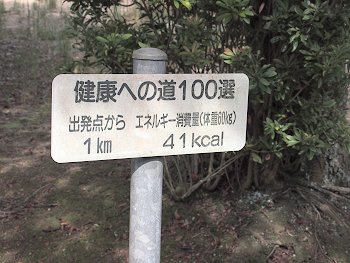 健康への道100選
出発点から エネルギー消費量(体重60kg)
1km 41kcal